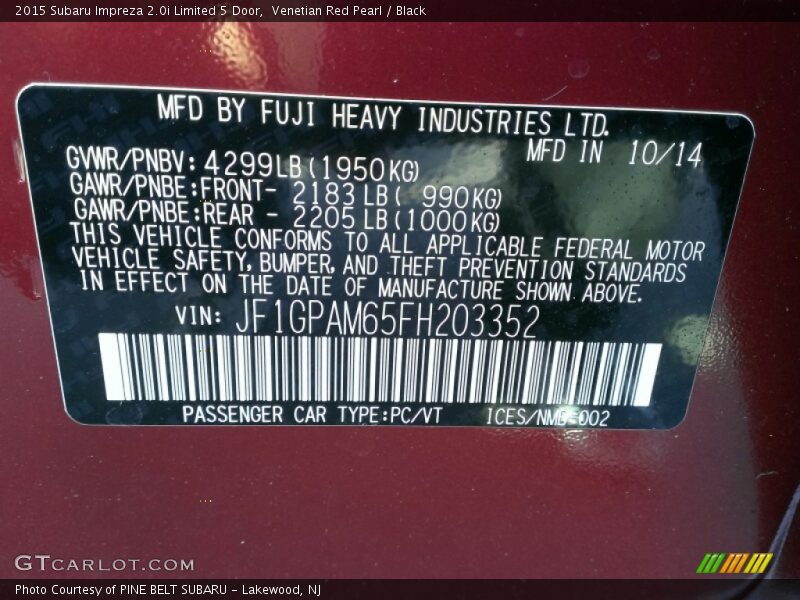 2015 Subaru Impreza 2.0i Limited 5 Door,  Venetian Red Pearl / Black
MFD BY FUJI HEAVY INDUSTRIES LTD.
MFD IN 10/14
GVWR/PNBV: 4299LB(1950KG)
GAWR/PNBE:FRONT- 2183 LB( 990KG)
GAWR/PNBE:REAR - 2205 LB(1000KG)
THIS VEHICLE CONFORMS TO ALL APPLICABLE FEDERAL MOTOR
VEHICLE SAFETY, BUMPER, AND THEFT PREVENTION STANDARDS
IN EFFECT ON THE DATE OF MANUFACTURE SHOWN ABOVE.
VIN: JF1GPAM65FH203352
PASSENGER CAR TYPE:PC/VT ICES/NMB-002
GTCARLOT.COM
Photo Courtesy of PINE BELT SUBARU - Lakewood, NJ